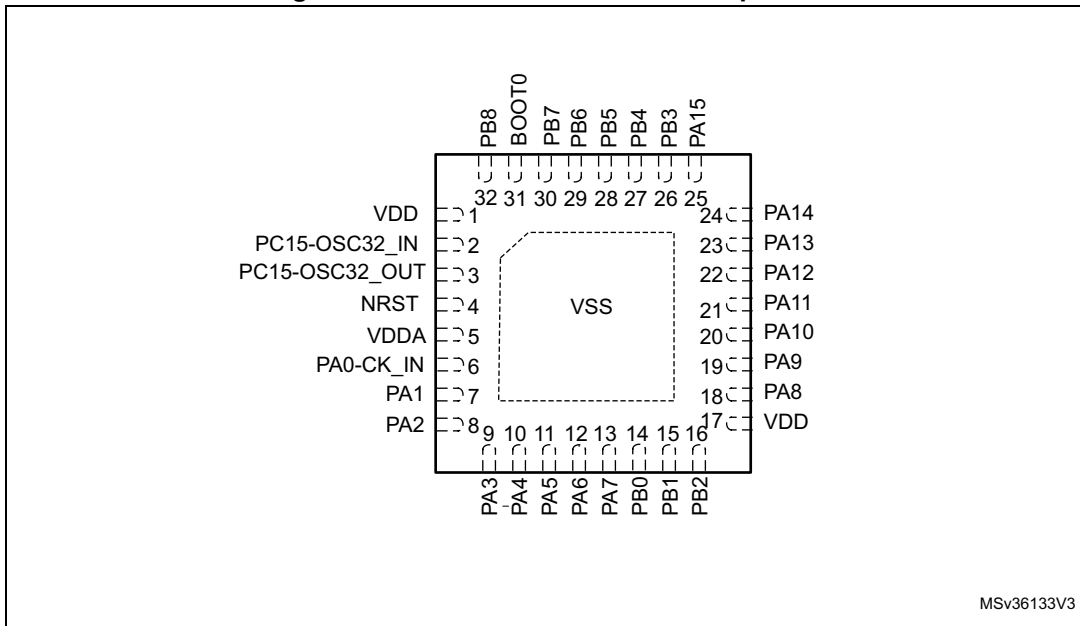 PB8
BOOT0
PB7
PB6
PB5
PB4
PB3
PA15
32 31 30 29 28 27 26 25
VDD 1
PC15-OSC32_IN 2
PC15-OSC32_OUT 3
NRST 4
VDDA 5
PA0-CK_IN 6
PA1 7
PA2 8
VSS
24 PA14
23 PA13
22 PA12
21 PA11
20 PA10
19 PA9
18 PA8
17 VDD
9 10 11 12 13 14 15 16
PA3
PA4
PA5
PA6
PA7
PB0
PB1
PB2
MSv36133V3